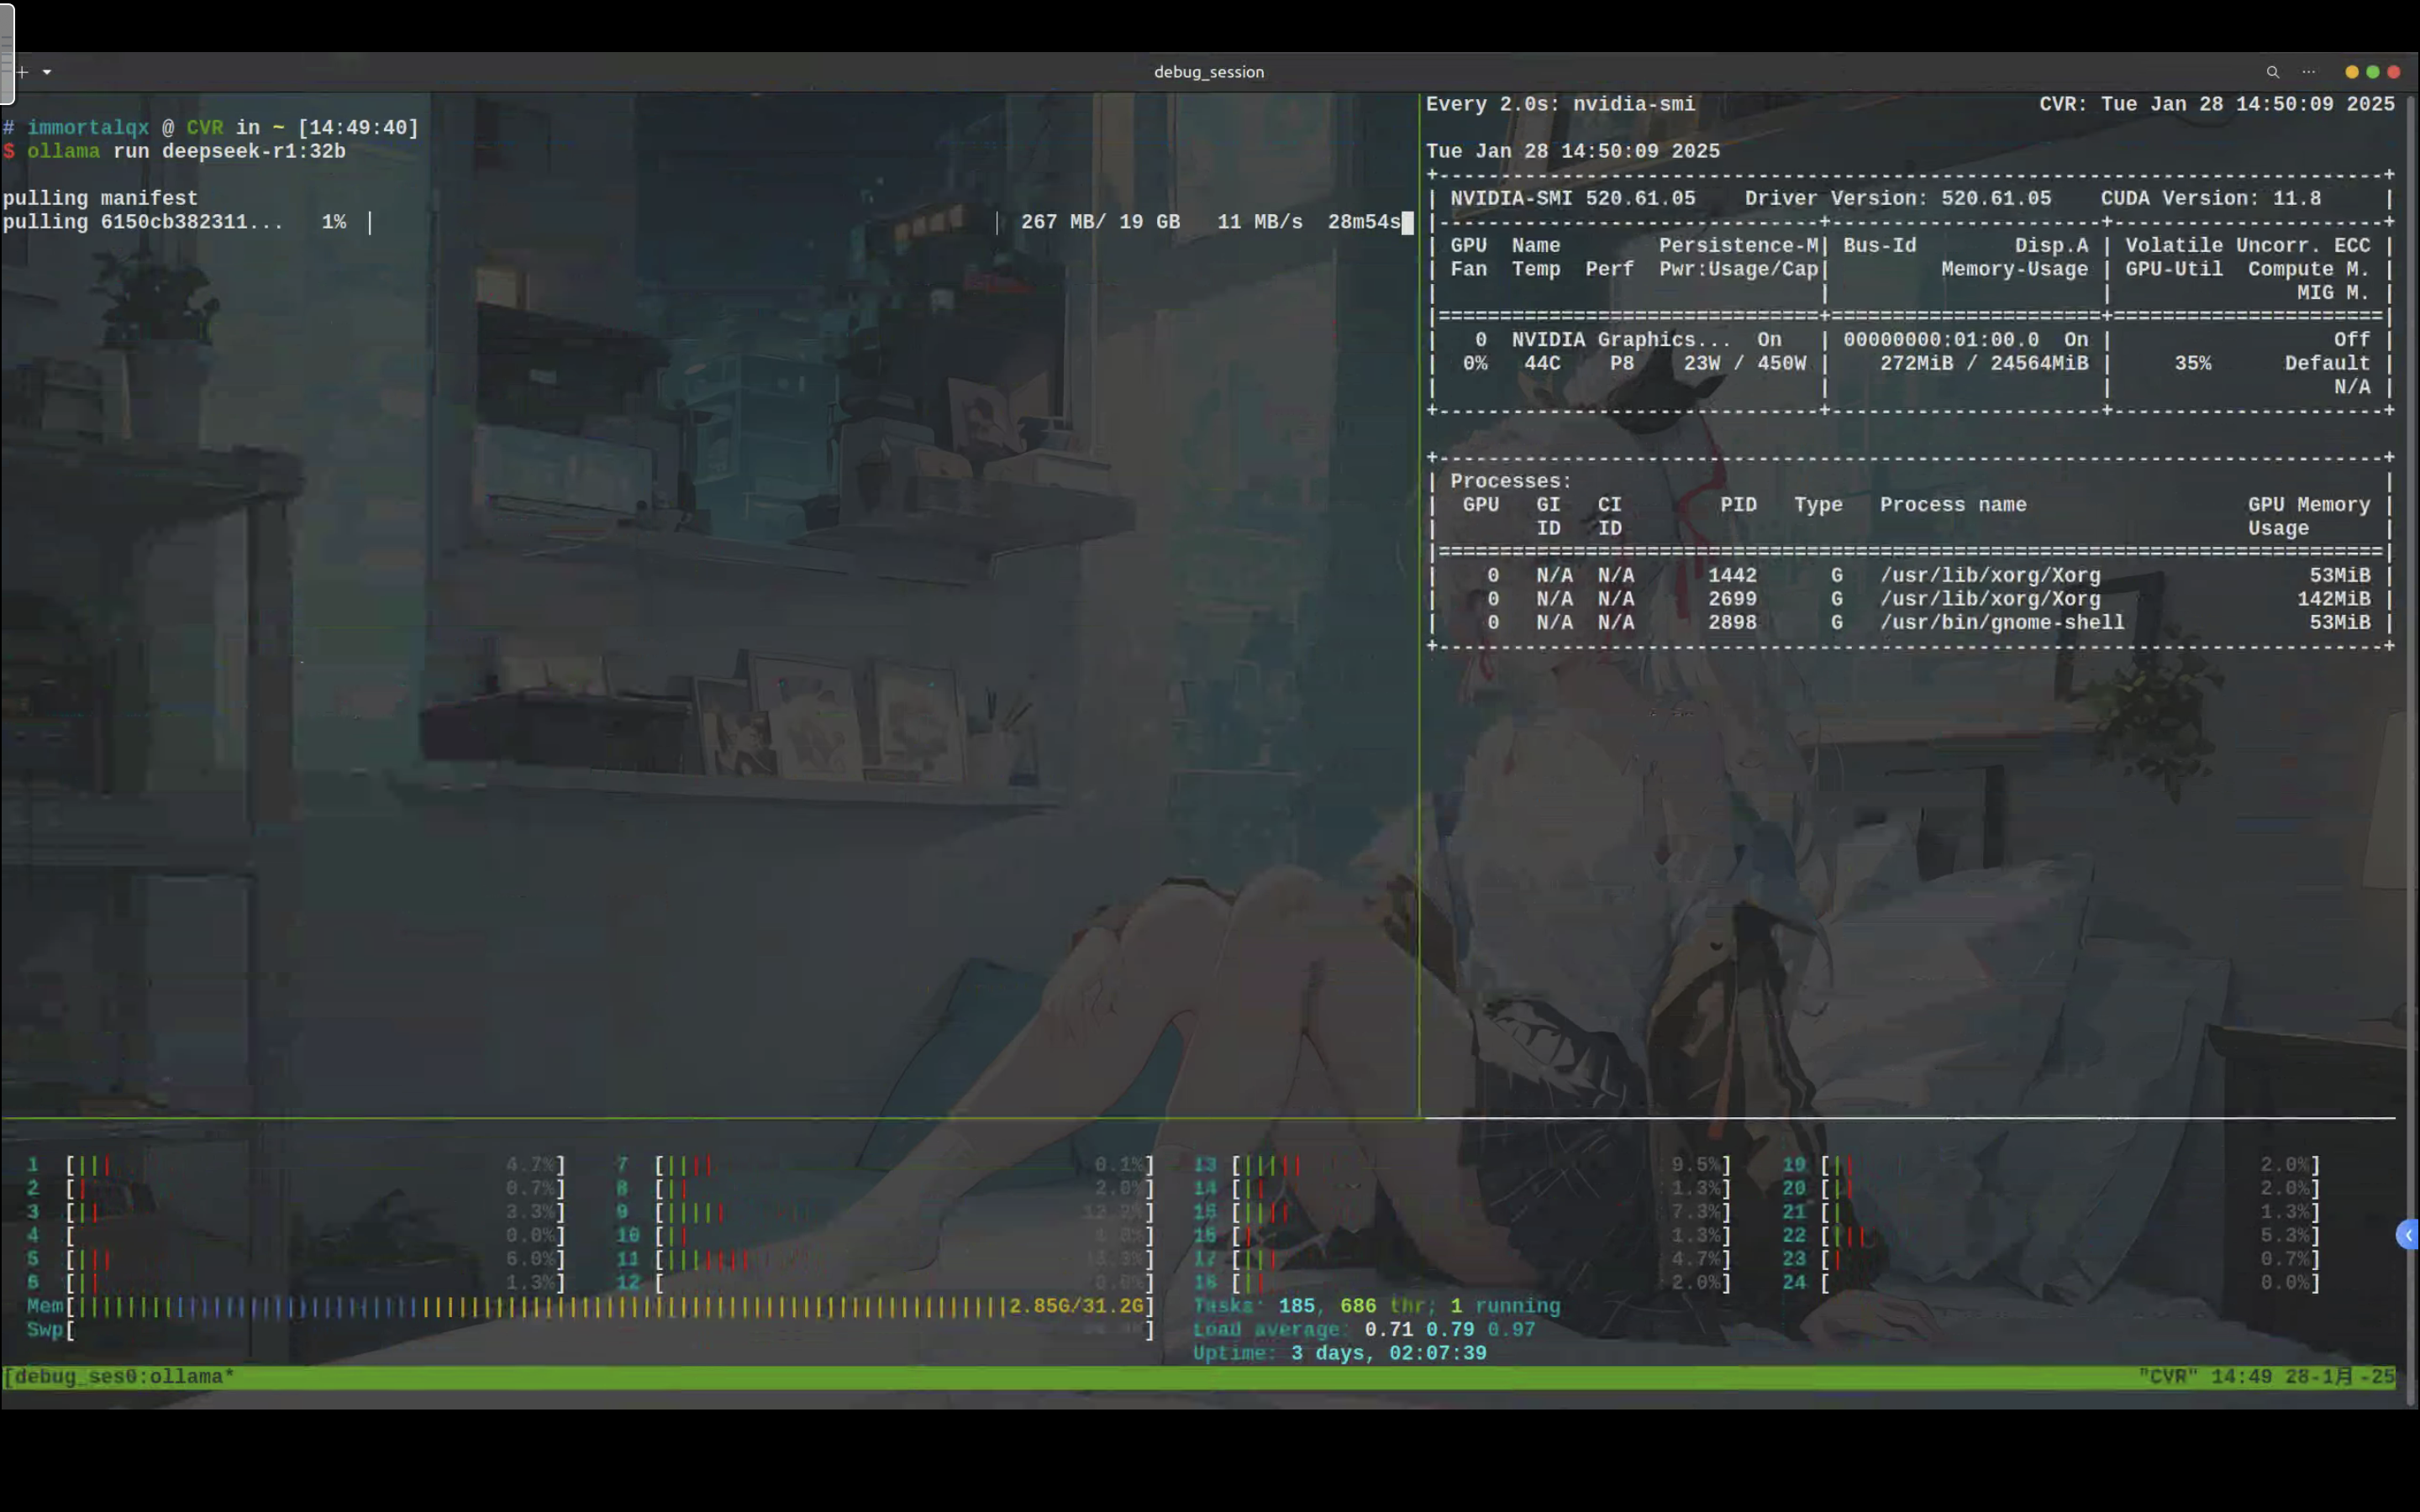 debug_session
# immortalqx @ CVR in ~ [14:49:40]
$ ollama run deepseek-r1:32b
pulling manifest
pulling 6150cb382311... 1% | | 267 MB/ 19 GB 11 MB/s 28m54s
Every 2.0s: nvidia-smi CVR: Tue Jan 28 14:50:09 2025
Tue Jan 28 14:50:09 2025
+-----------------------------------------------------------------------------+
| NVIDIA-SMI 520.61.05 Driver Version: 520.61.05 CUDA Version: 11.8 |
|-------------------------------+----------------------+----------------------+
| GPU Name Persistence-M| Bus-Id Disp.A | Volatile Uncorr. ECC |
| Fan Temp Perf Pwr:Usage/Cap| Memory-Usage | GPU-Util Compute M. |
| | | MIG M. |
|===============================+======================+======================|
| 0 NVIDIA Graphics... On | 00000000:01:00.0 On | Off |
| 0% 44C P8 23W / 450W | 272MiB / 24564MiB | 35% Default |
| | | N/A |
+-------------------------------+----------------------+----------------------+
+-----------------------------------------------------------------------------+
| Processes: |
| GPU GI CI PID Type Process name GPU Memory |
| ID ID Usage |
|=============================================================================|
| 0 N/A N/A 1442 G /usr/lib/xorg/Xorg 53MiB |
| 0 N/A N/A 2699 G /usr/lib/xorg/Xorg 142MiB |
| 0 N/A N/A 2898 G /usr/bin/gnome-shell 53MiB |
+-----------------------------------------------------------------------------+
1 [||| 4.7%] 7 [|||| 0.1%] 13 [||||| 9.5%] 19 [|| 2.0%]
2 [| 0.7%] 8 [|| 2.0%] 14 [|| 1.3%] 20 [|| 2.0%]
3 [|| 3.3%] 9 [||||| ] 15 [|||| 7.3%] 21 [| 1.3%]
4 [ 0.0%] 10 [|| ] 16 [| 1.3%] 22 [||| 5.3%]
5 [||| 6.0%] 11 [||||||| ] 17 [||| 4.7%] 23 [| 0.7%]
6 [|| 1.3%] 12 [ 0.0%] 18 [|| 2.0%] 24 [ 0.0%]
Mem[||||||||||||||||||||||||||||||||||||||||||||||||||||||||||||||||||||||||||||2.85G/31.2G] Tasks: 185, 686 thr; 1 running
Swp[ ] Load average: 0.71 0.79 0.97
Uptime: 3 days, 02:07:39
[debug_ses0:ollama* "CVR" 14:49 28-1月 -25